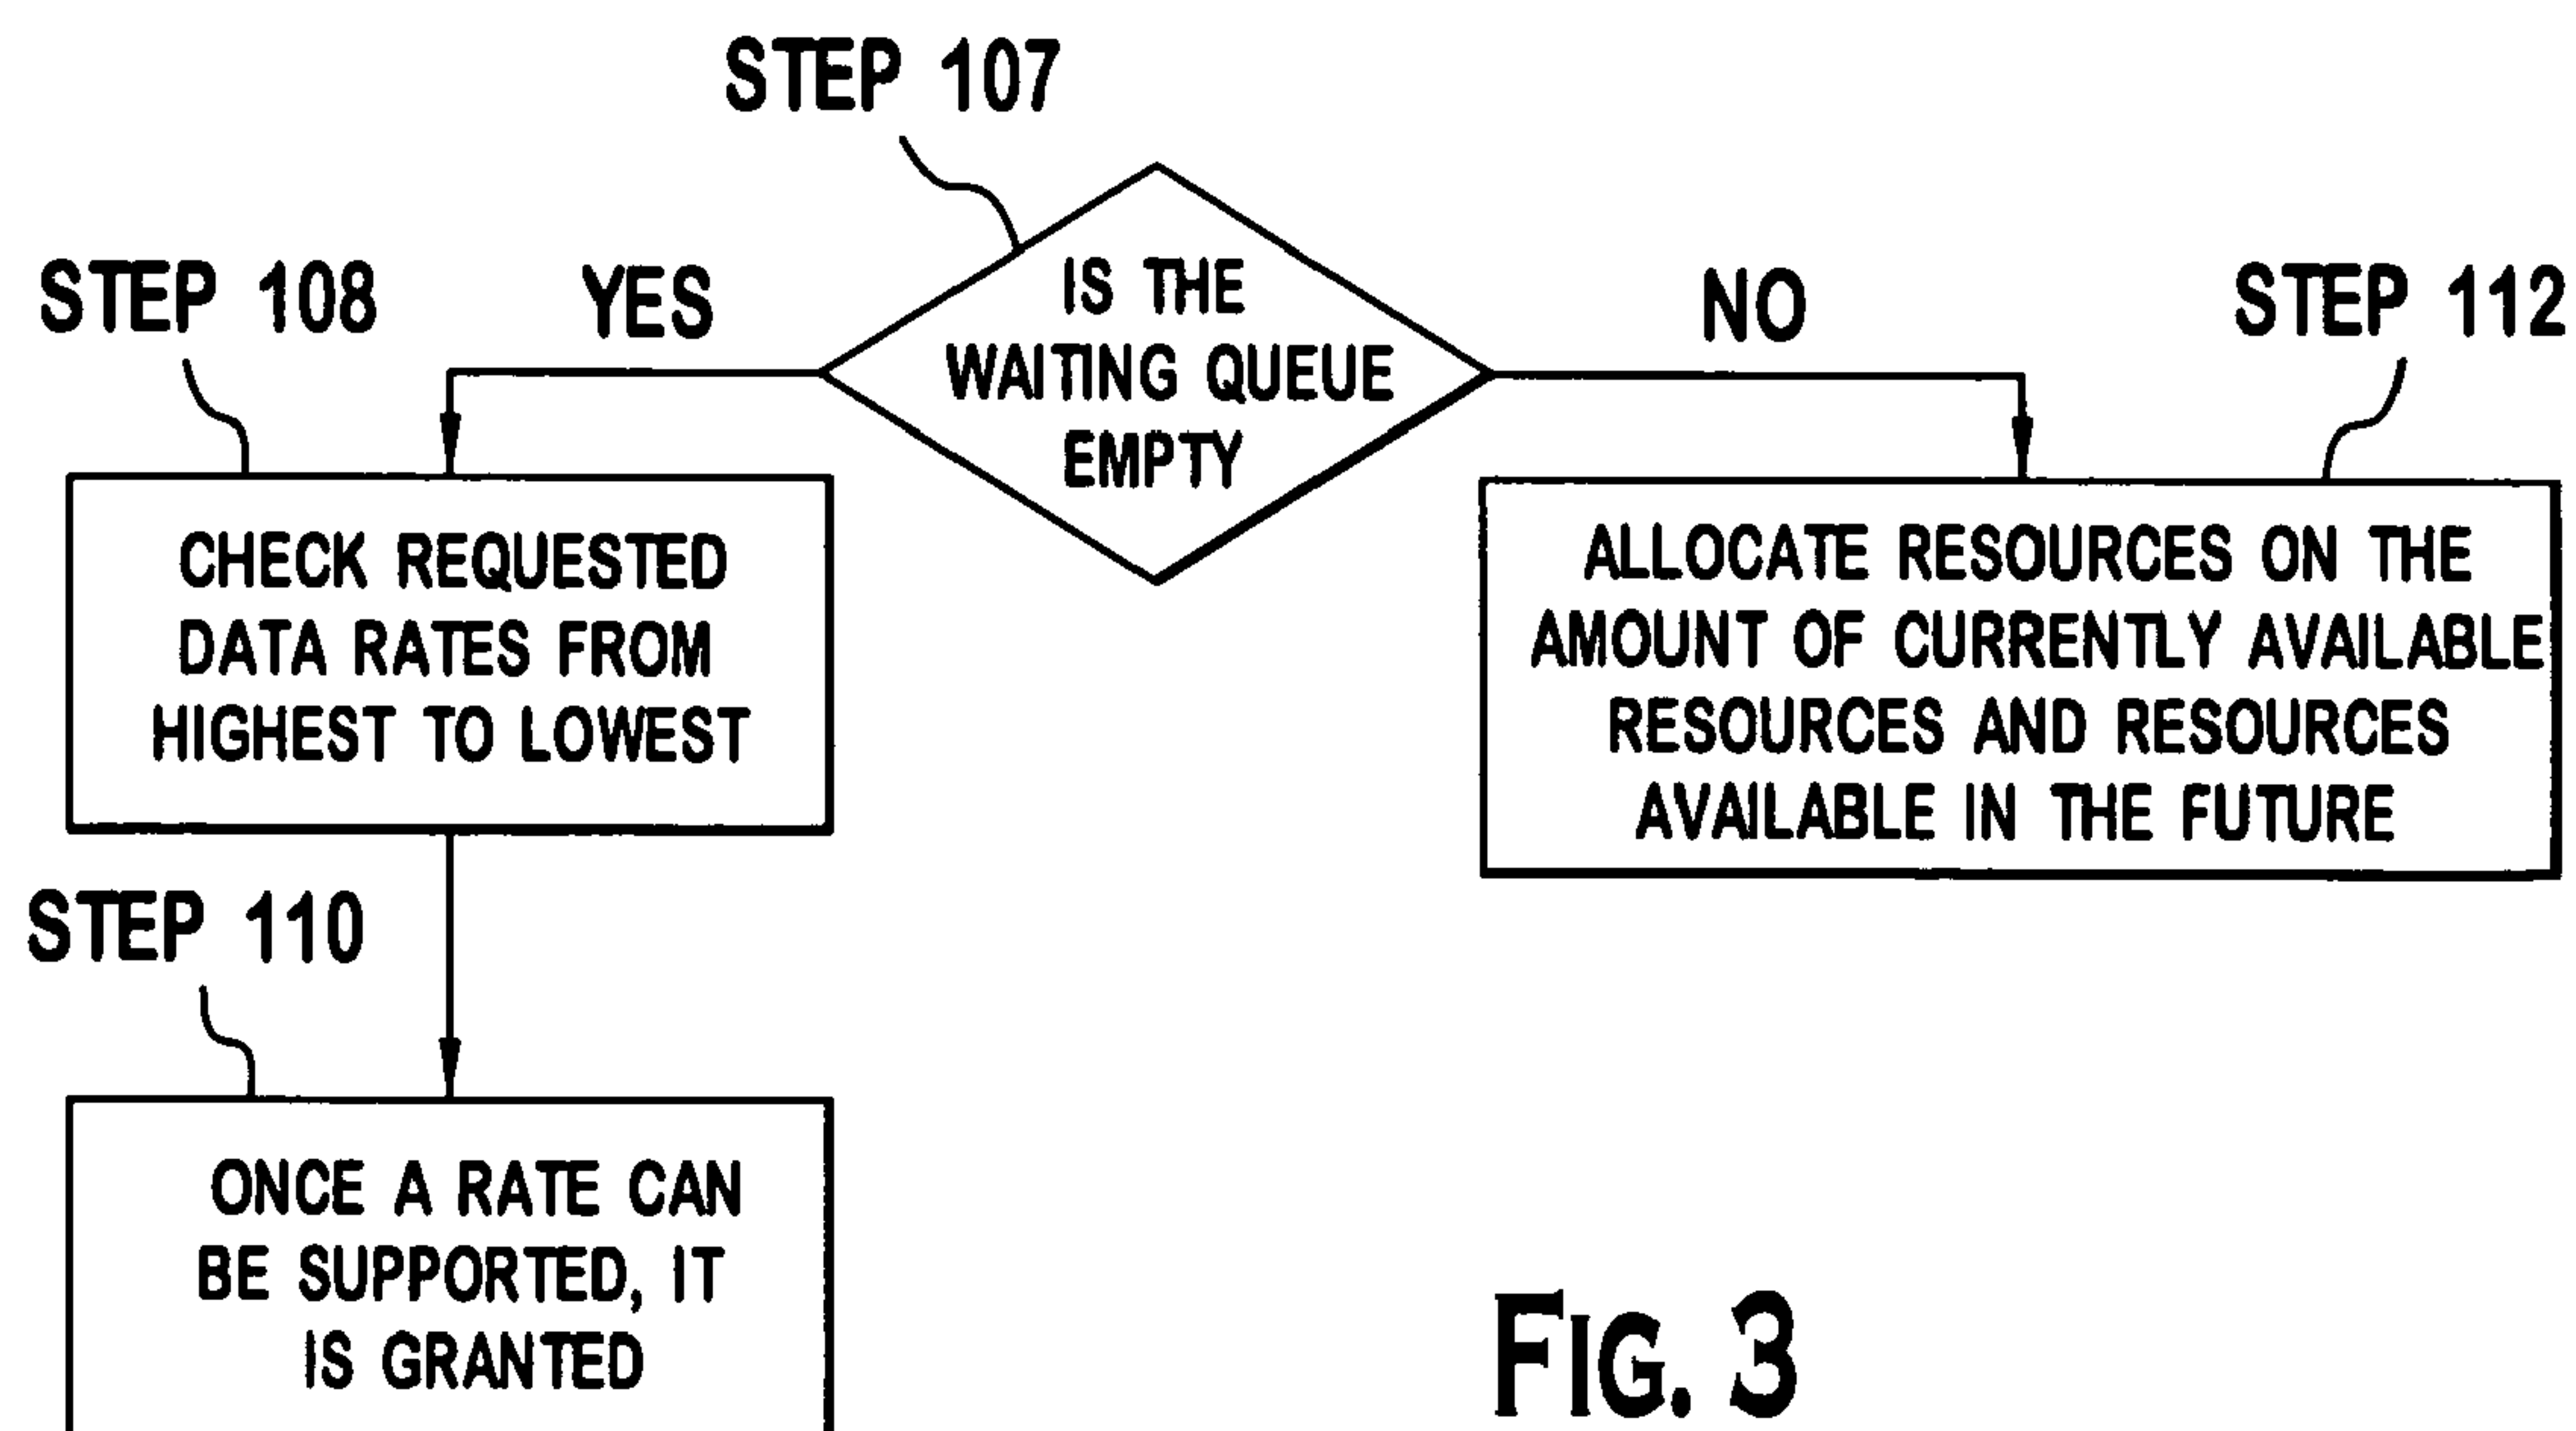 STEP 107
STEP 108
YES
IS THE
WAITING QUEUE
EMPTY
NO
STEP 112
CHECK REQUESTED
DATA RATES FROM
HIGHEST TO LOWEST
ALLOCATE RESOURCES ON THE
AMOUNT OF CURRENTLY AVAILABLE
RESOURCES AND RESOURCES
AVAILABLE IN THE FUTURE
STEP 110
ONCE A RATE CAN
BE SUPPORTED, IT
IS GRANTED
FIG. 3